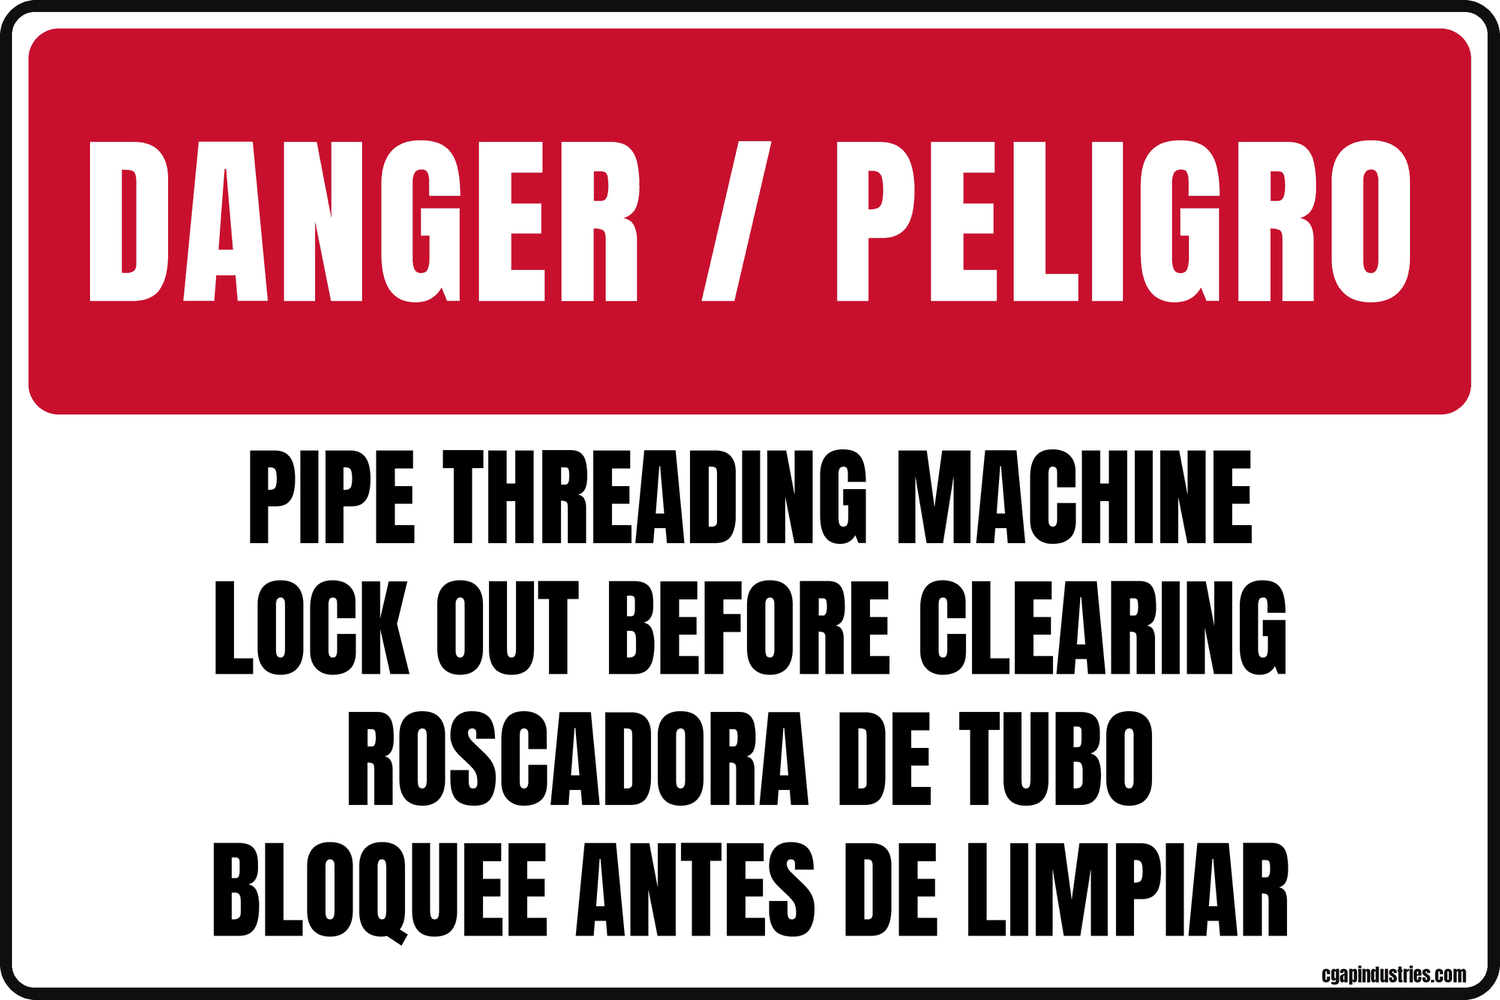 DANGER / PELIGRO
PIPE THREADING MACHINE
LOCK OUT BEFORE CLEARING
ROSCADORA DE TUBO
BLOQUEE ANTES DE LIMPIAR
cgapindustries.com